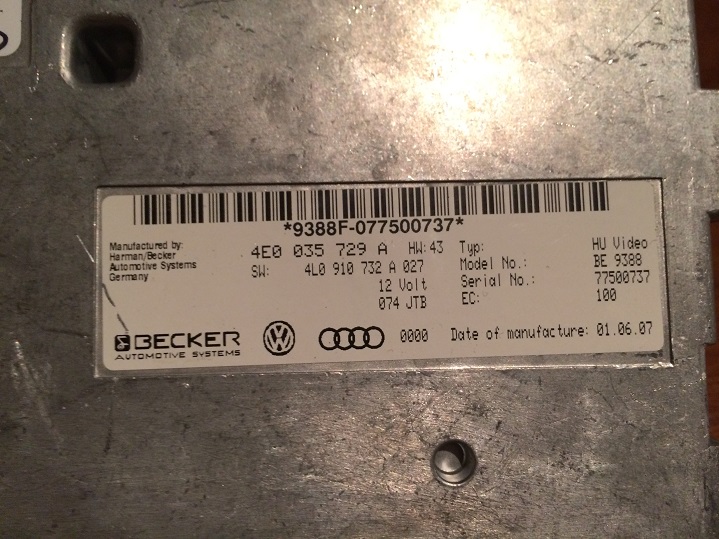 *9388F-077500737*
Manufactured by:
Harman/Becker
Automotive Systems
Germany
4E0 035 729 A HW:43
SW: 4L0 910 732 A 027
12 Volt
074 JTB
Typ: HU Video
Model No.: BE 9388
Serial No.: 77500737
EC: 100
BECKER
AUTOMOTIVE SYSTEMS
VW
0000
Date of manufacture: 01.06.07